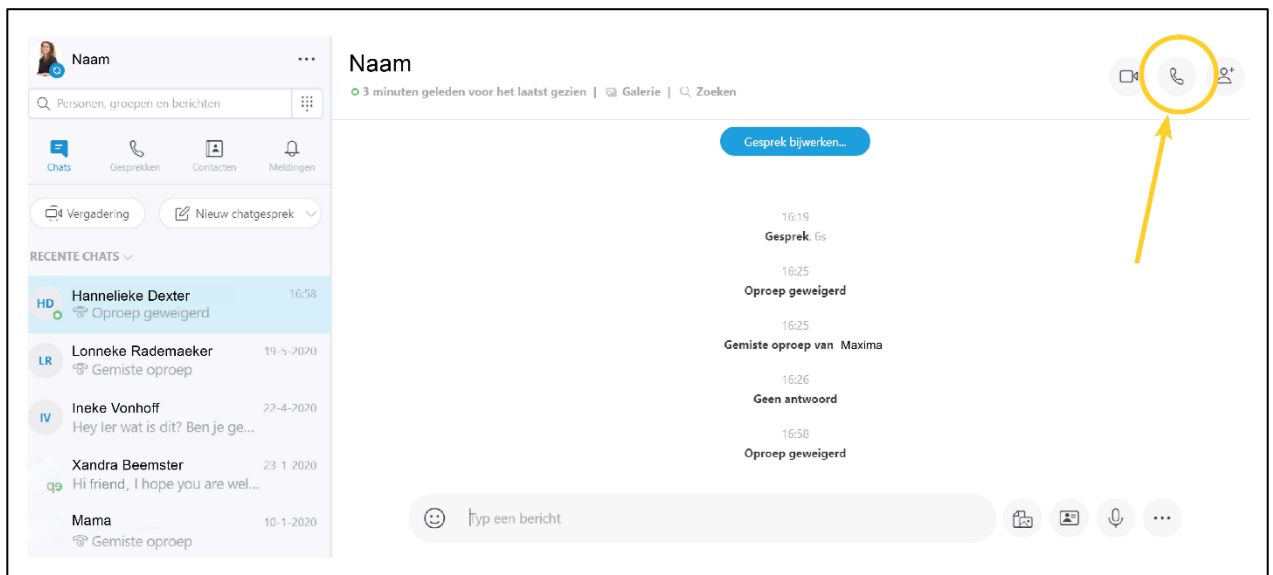 Naam
Personen, groepen en berichten
Chats Gesprekken Contacten Meldingen
Vergadering Nieuw chatgesprek
RECENTE CHATS
HD Hannelieke Dexter 16:58
Oproep geweigerd
LR Lonneke Rademaeker 19-5-2020
Gemiste oproep
IV Ineke Vonhoff 22-4-2020
Hey Ier wat is dit? Ben je ge...
Xandra Beemster 23-1-2020
Hi friend, I hope you are wel...
Mama 10-1-2020
Gemiste oproep
Naam
3 minuten geleden voor het laatst gezien | Galerie | Zoeken
Gesprek bijwerken...
16:19
Gesprek, 6s
16:25
Oproep geweigerd
16:25
Gemiste oproep van Maxima
16:26
Geen antwoord
16:58
Oproep geweigerd
Typ een bericht